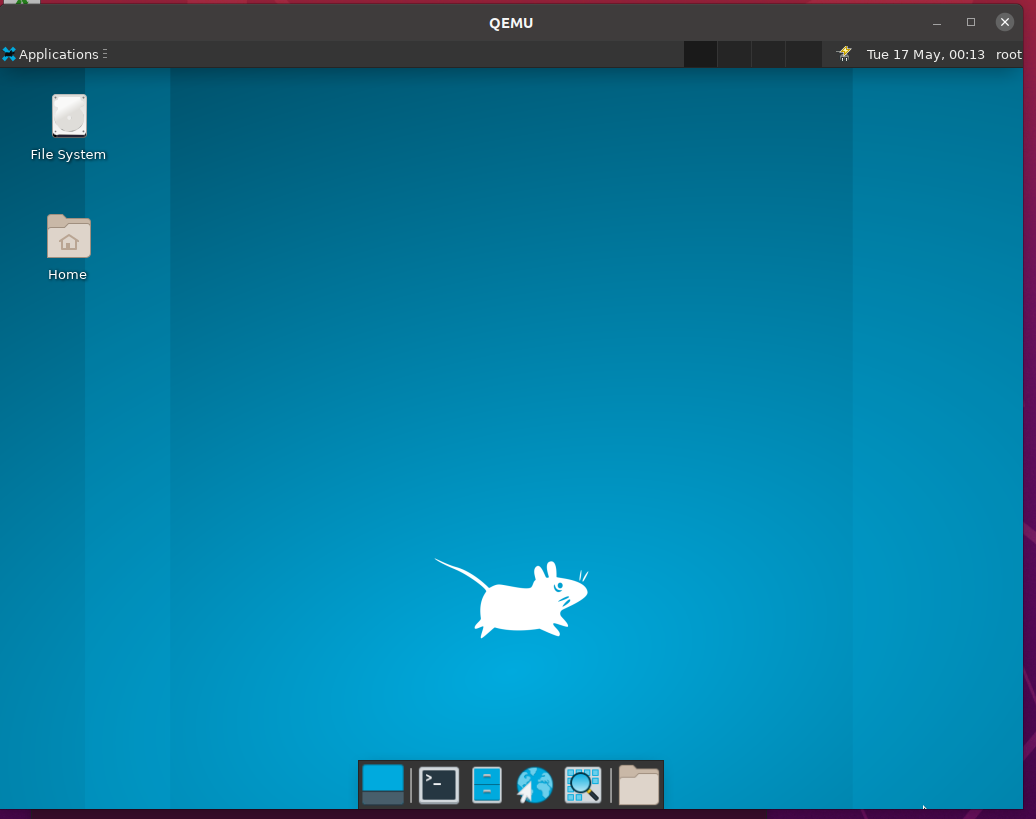 QEMU
Applications
Tue 17 May, 00:13
root
File System
Home